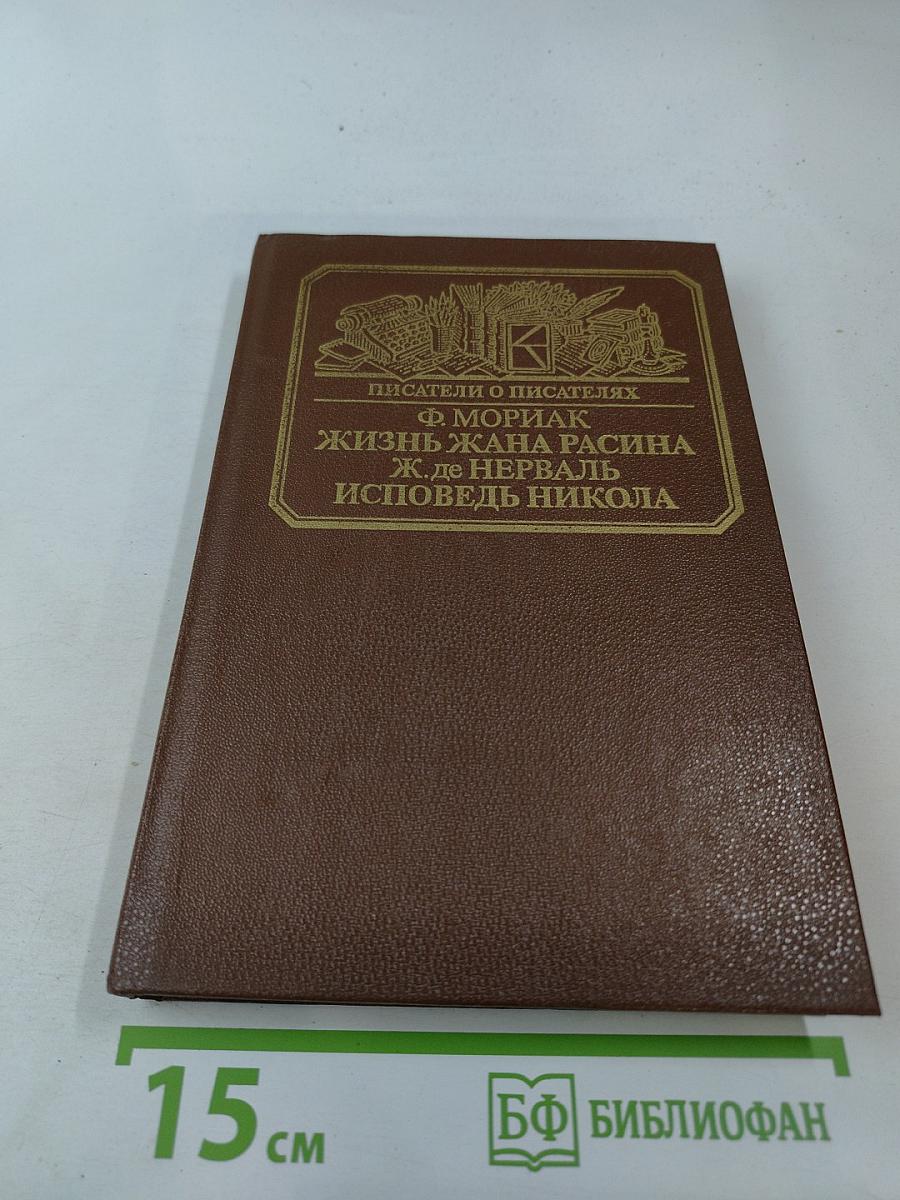 ПИСАТЕЛИ О ПИСАТЕЛЯХ
Ф. МОРИАК
ЖИЗНЬ ЖАНА РАСИНА
Ж. де НЕРВАЛЬ
ИСПОВЕДЬ НИКОЛА
15 см
БФ БИБЛИОФАН